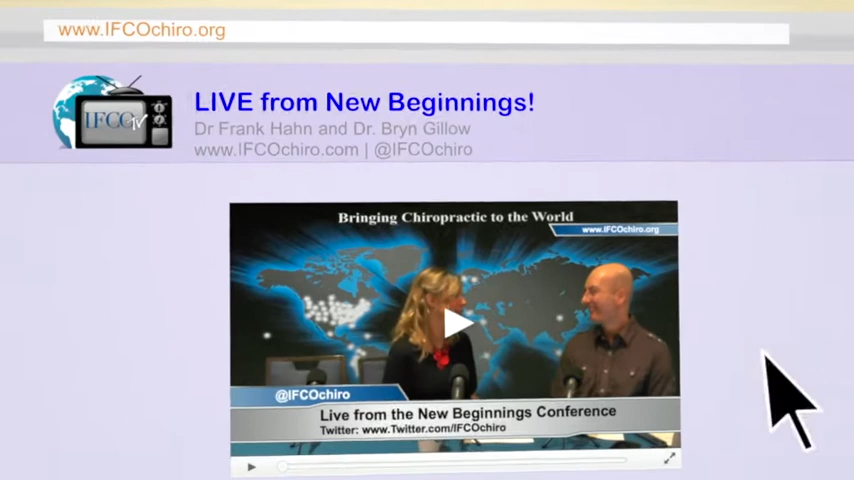 www.IFCOchiro.org
LIVE from New Beginnings!
IFCO TV
Dr Frank Hahn and Dr. Bryn Gillow
www.IFCOchiro.com | @IFCOchiro
Bringing Chiropractic to the World
www.IFCOchiro.org
@IFCOchiro
Live from the New Beginnings Conference
Twitter: www.Twitter.com/IFCOchiro